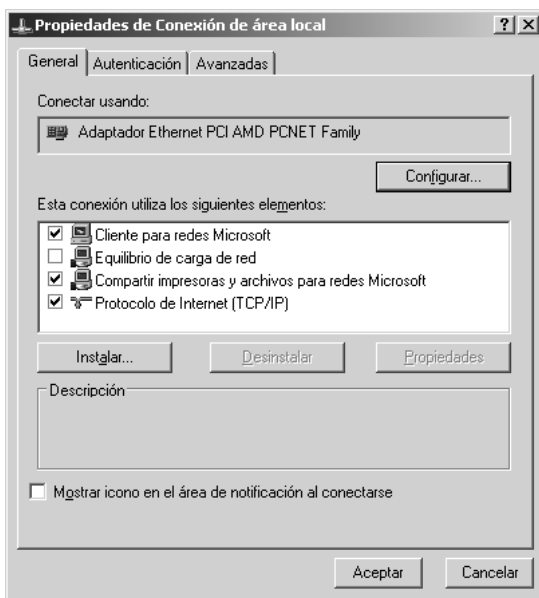 Propiedades de Conexión de área local
General Autenticación Avanzadas
Conectar usando:
Adaptador Ethernet PCI AMD PCNET Family
Configurar...
Esta conexión utiliza los siguientes elementos:
Cliente para redes Microsoft
Equilibrio de carga de red
Compartir impresoras y archivos para redes Microsoft
Protocolo de Internet (TCP/IP)
Instalar... Desinstalar Propiedades
Descripción
Mostrar icono en el área de notificación al conectarse
Aceptar Cancelar